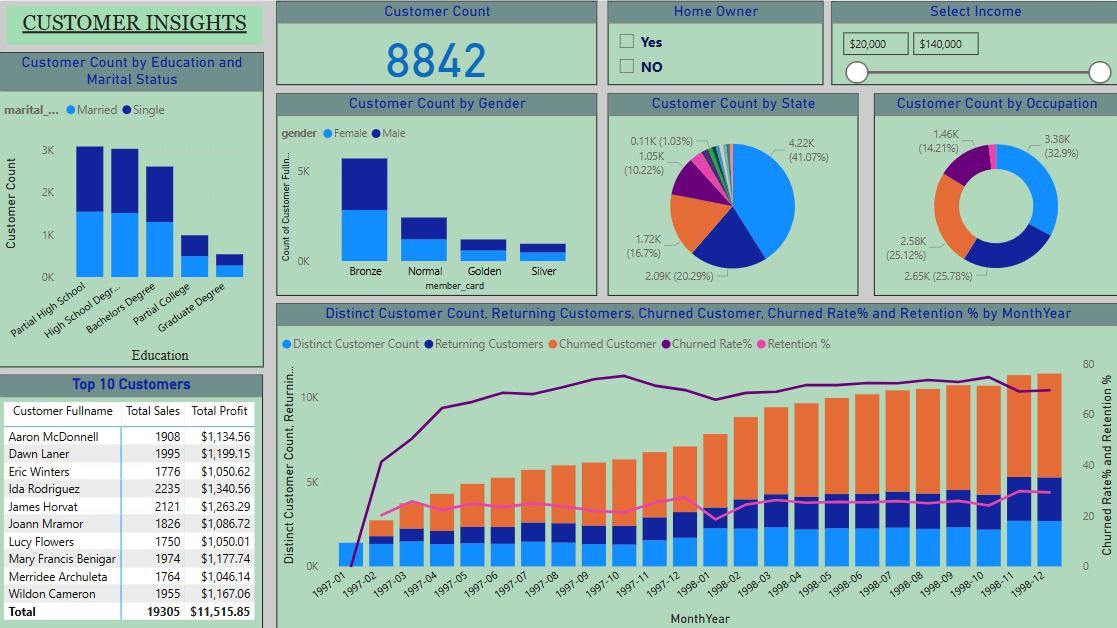 CUSTOMER INSIGHTS
Customer Count
8842
Home Owner
Yes
NO
Select Income
$20,000 $140,000
Customer Count by Education and
Marital Status
marital_... Married Single
Customer Count
3K
2K
1K
0K
Partial High School
High School Degr...
Bachelors Degree
Partial College
Graduate Degree
Education
Customer Count by Gender
gender Female Male
Count of Customer Fulln...
5K
0K
Bronze Normal Golden Silver
member_card
Customer Count by State
0.11K (1.03%)
1.05K
(10.22%)
1.72K
(16.7%)
2.09K (20.29%)
4.22K
(41.07%)
Customer Count by Occupation
1.46K
(14.21%)
3.38K
(32.9%)
2.58K
(25.12%)
2.65K (25.78%)
Top 10 Customers
Customer Fullname Total Sales Total Profit
Aaron McDonnell 1908 $1,134.56
Dawn Laner 1995 $1,199.15
Eric Winters 1776 $1,050.62
Ida Rodriguez 2235 $1,340.56
James Horvat 2121 $1,263.29
Joann Mramor 1826 $1,086.72
Lucy Flowers 1750 $1,050.01
Mary Francis Benigar 1974 $1,177.74
Merridee Archuleta 1764 $1,046.14
Wildon Cameron 1955 $1,167.06
Total 19305 $11,515.85
Distinct Customer Count, Returning Customers, Churned Customer, Churned Rate% and Retention % by MonthYear
Distinct Customer Count Returning Customers Churned Customer Churned Rate% Retention %
Distinct Customer Count, Returnin...
10K
5K
0K
80
60
40
20
0
Churned Rate% and Retention %
1997-01
1997-02
1997-03
1997-04
1997-05
1997-06
1997-07
1997-08
1997-09
1997-10
1997-11
1997-12
1998-01
1998-02
1998-03
1998-04
1998-05
1998-06
1998-07
1998-08
1998-09
1998-10
1998-11
1998-12
MonthYear